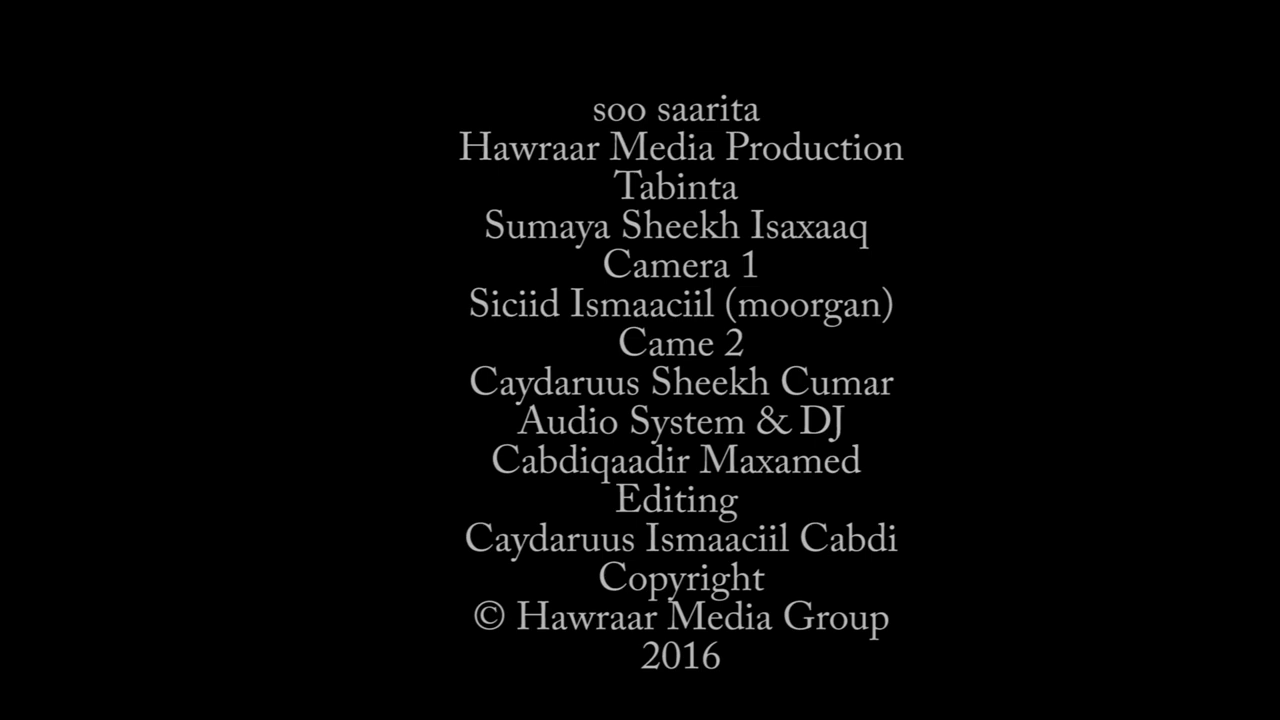 soo saarita
Hawraar Media Production
Tabinta
Sumaya Sheekh Isaxaaq
Camera 1
Siciid Ismaaciil (moorgan)
Came 2
Caydaruus Sheekh Cumar
Audio System & DJ
Cabdiqaadir Maxamed
Editing
Caydaruus Ismaaciil Cabdi
Copyright
© Hawraar Media Group
2016